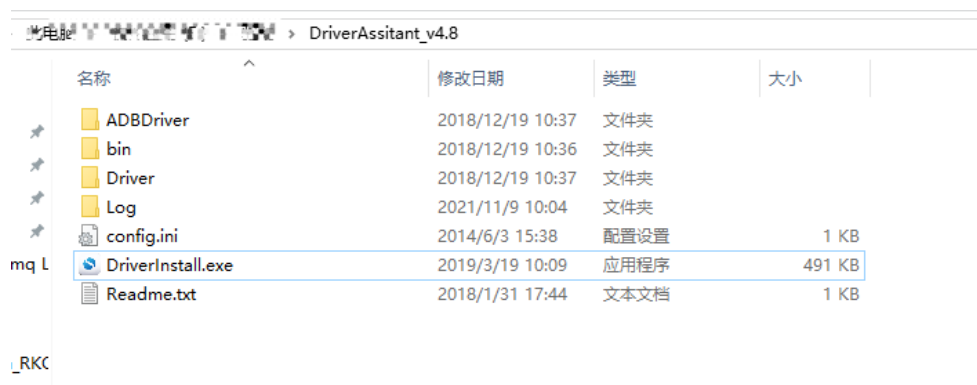 > DriverAssitant_v4.8
名称 修改日期 类型 大小
ADBDriver 2018/12/19 10:37 文件夹
bin 2018/12/19 10:36 文件夹
Driver 2018/12/19 10:37 文件夹
Log 2021/11/9 10:04 文件夹
config.ini 2014/6/3 15:38 配置设置 1 KB
mq L DriverInstall.exe 2019/3/19 10:09 应用程序 491 KB
Readme.txt 2018/1/31 17:44 文本文档 1 KB
_RK